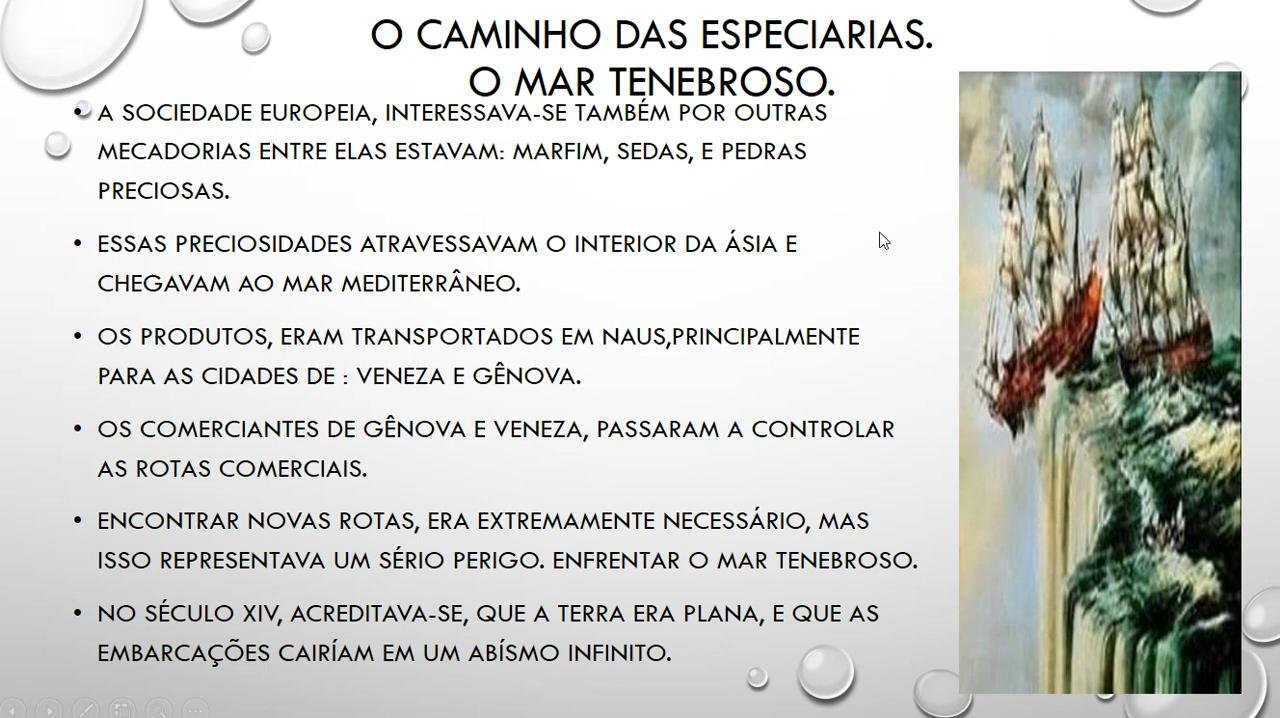 O CAMINHO DAS ESPECIARIAS.
O MAR TENEBROSO.
• A SOCIEDADE EUROPEIA, INTERESSAVA-SE TAMBÉM POR OUTRAS
MECADORIAS ENTRE ELAS ESTAVAM: MARFIM, SEDAS, E PEDRAS
PRECIOSAS.
• ESSAS PRECIOSIDADES ATRAVESSAVAM O INTERIOR DA ÁSIA E
CHEGAVAM AO MAR MEDITERRÂNEO.
• OS PRODUTOS, ERAM TRANSPORTADOS EM NAUS,PRINCIPALMENTE
PARA AS CIDADES DE : VENEZA E GÊNOVA.
• OS COMERCIANTES DE GÊNOVA E VENEZA, PASSARAM A CONTROLAR
AS ROTAS COMERCIAIS.
• ENCONTRAR NOVAS ROTAS, ERA EXTREMAMENTE NECESSÁRIO, MAS
ISSO REPRESENTAVA UM SÉRIO PERIGO. ENFRENTAR O MAR TENEBROSO.
• NO SÉCULO XIV, ACREDITAVA-SE, QUE A TERRA ERA PLANA, E QUE AS
EMBARCAÇÕES CAIRÍAM EM UM ABÍSMO INFINITO.